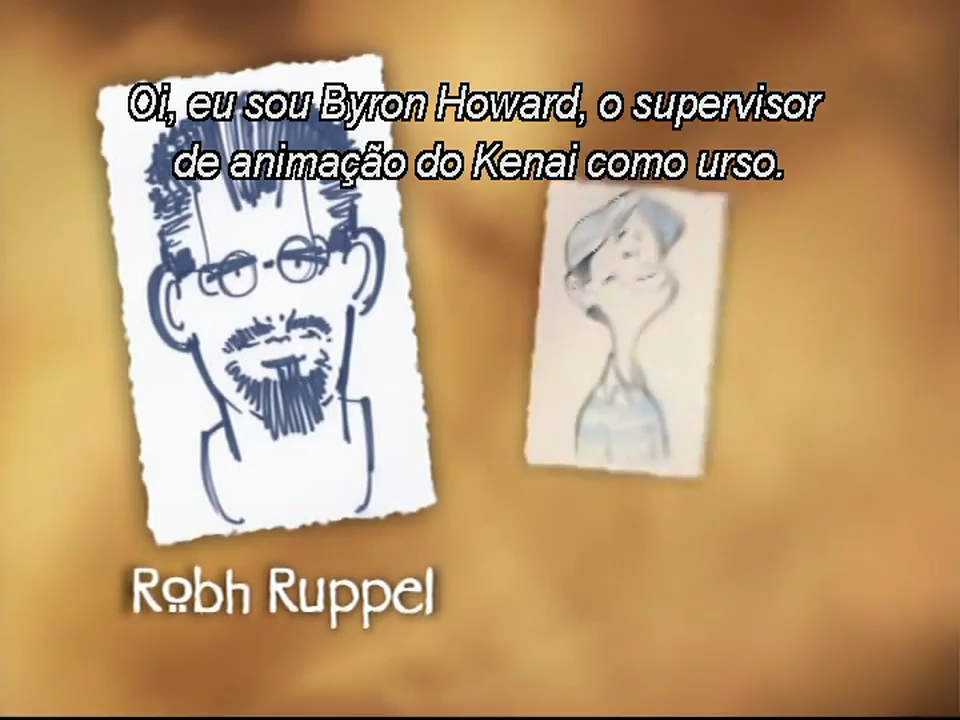 Oi, eu sou Byron Howard, o supervisor
de animação do Kenai como urso.
Robh Ruppel